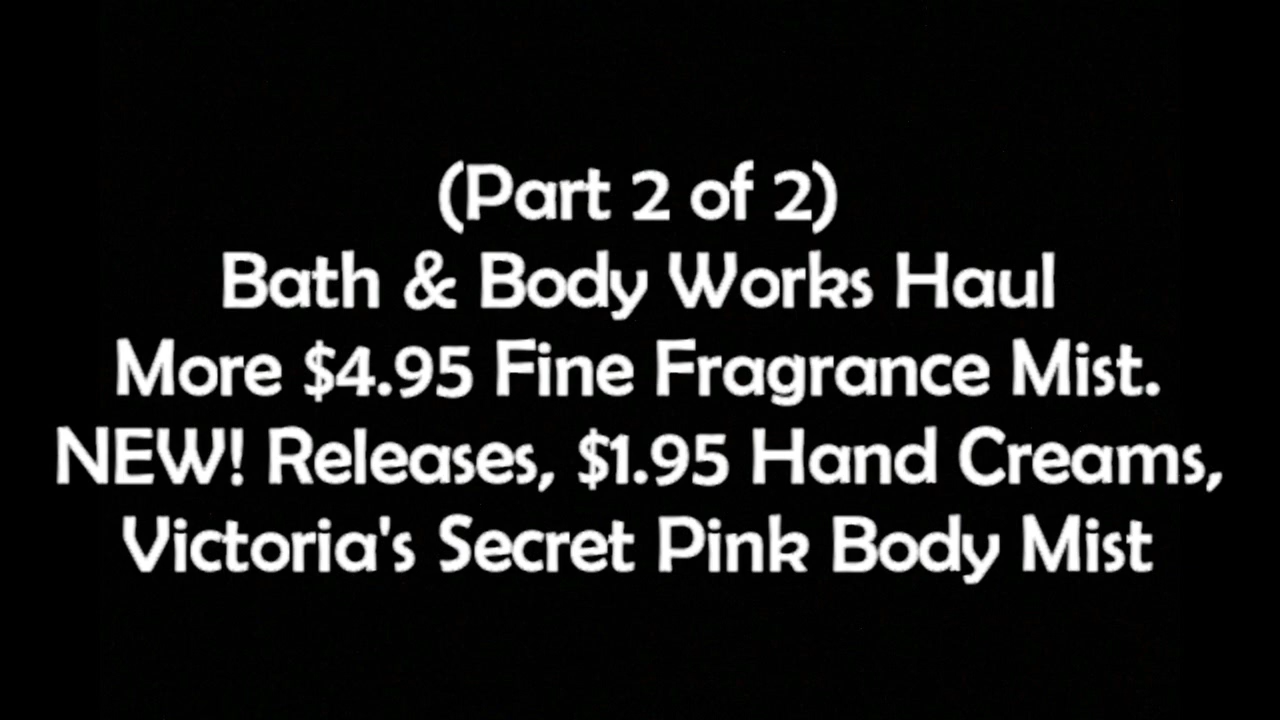 (Part 2 of 2)
Bath & Body Works Haul
More $4.95 Fine Fragrance Mist.
NEW! Releases, $1.95 Hand Creams,
Victoria's Secret Pink Body Mist